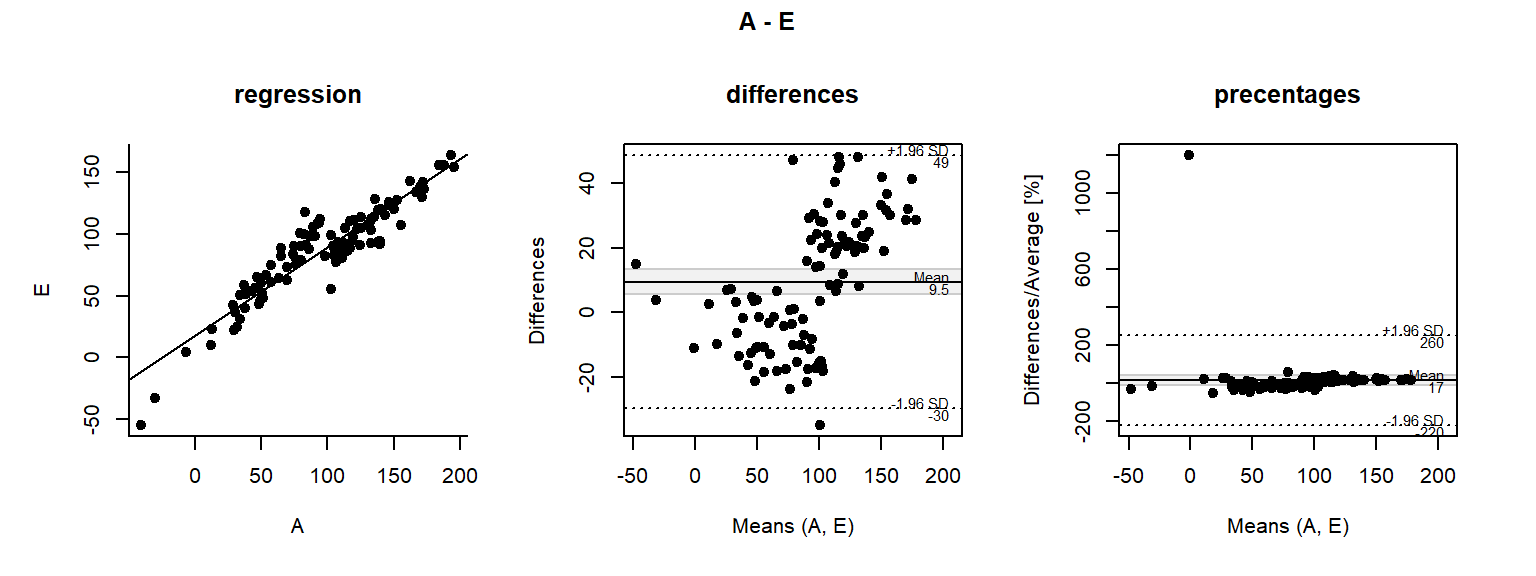 A - E
regression
E
150
100
50
0
-50
0
50
100
150
200
A
differences
Differences
40
20
0
-20
+1.96 SD
49
Mean
9.5
-1.96 SD
-30
-50
0
50
100
150
200
Means (A, E)
precentages
Differences/Average [%]
1000
600
200
-200
+1.96 SD
260
Mean
17
-1.96 SD
-220
-50
0
50
100
150
200
Means (A, E)